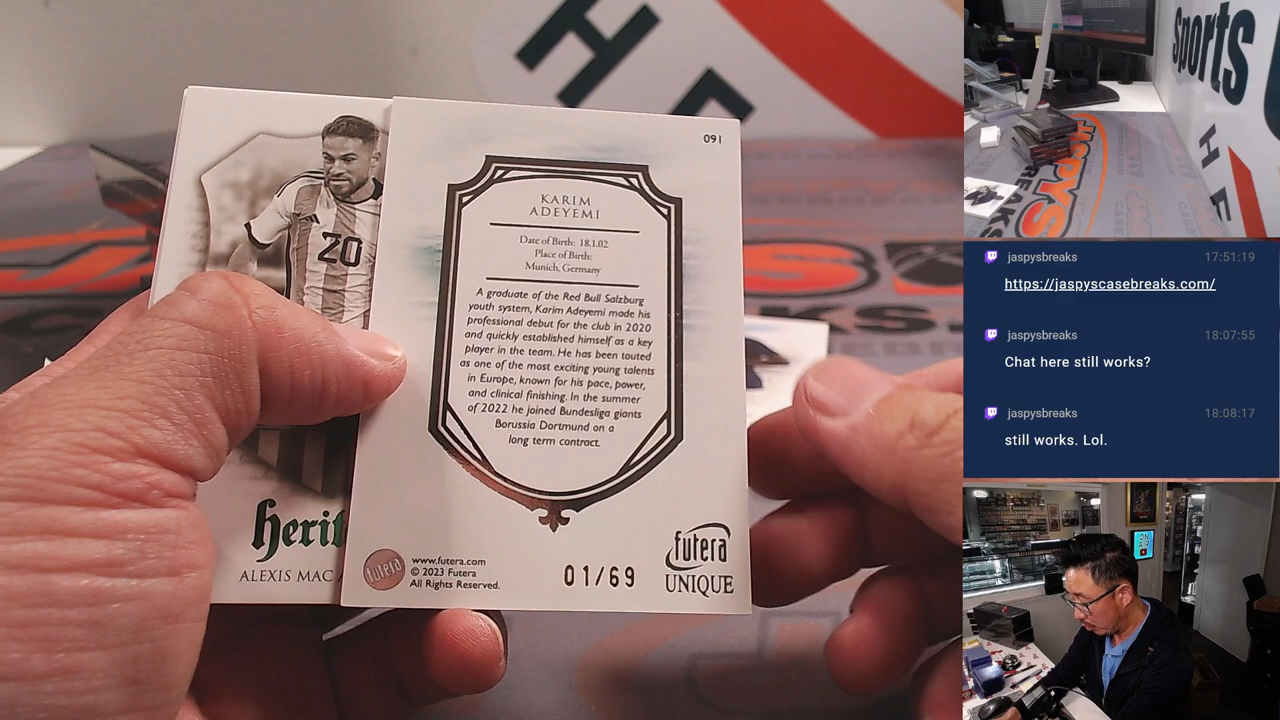 091
KARIM
ADEYEMI
Date of Birth: 18.1.02
Place of Birth:
Munich, Germany
A graduate of the Red Bull Salzburg
youth system, Karim Adeyemi made his
professional debut for the club in 2020
and quickly established himself as a key
player in the team. He has been touted
as one of the most exciting young talents
in Europe, known for his pace, power,
and clinical finishing. In the summer
of 2022 he joined Bundesliga giants
Borussia Dortmund on a
long term contract.
futera
www.futera.com
© 2023 Futera
All Rights Reserved.
01/69
futera
UNIQUE
20
herit
ALEXIS MAC A
H E
Sports
H E
JASPYS
jaspysbreaks 17:51:19
https://jaspyscasebreaks.com/
jaspysbreaks 18:07:55
Chat here still works?
jaspysbreaks 18:08:17
still works. Lol.
ON
AIR